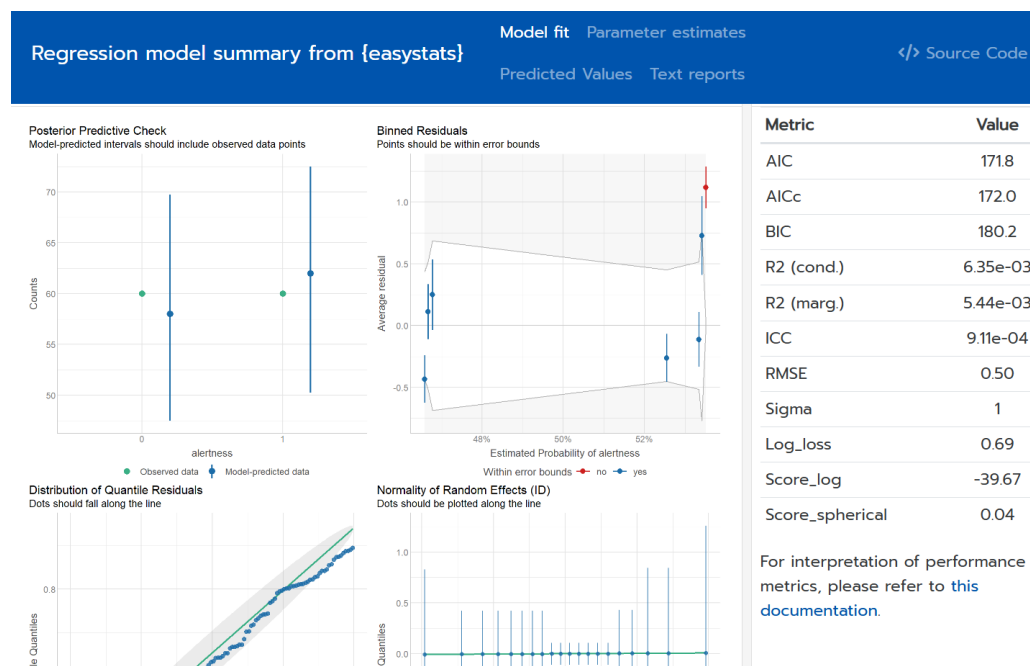 Regression model summary from {easystats}
Model fit Parameter estimates
Predicted Values Text reports
</> Source Code
Posterior Predictive Check
Model-predicted intervals should include observed data points
70
65
60
55
50
Counts
0 1
alertness
Observed data Model-predicted data
Binned Residuals
Points should be within error bounds
1.0
0.5
0.0
-0.5
Average residual
48% 50% 52%
Estimated Probability of alertness
Within error bounds no yes
Distribution of Quantile Residuals
Dots should fall along the line
0.8
Quantiles
Normality of Random Effects (ID)
Dots should be plotted along the line
1.0
0.5
0.0
Quantiles
Metric Value
AIC 171.8
AICc 172.0
BIC 180.2
R2 (cond.) 6.35e-03
R2 (marg.) 5.44e-03
ICC 9.11e-04
RMSE 0.50
Sigma 1
Log_loss 0.69
Score_log -39.67
Score_spherical 0.04
For interpretation of performance
metrics, please refer to this
documentation.